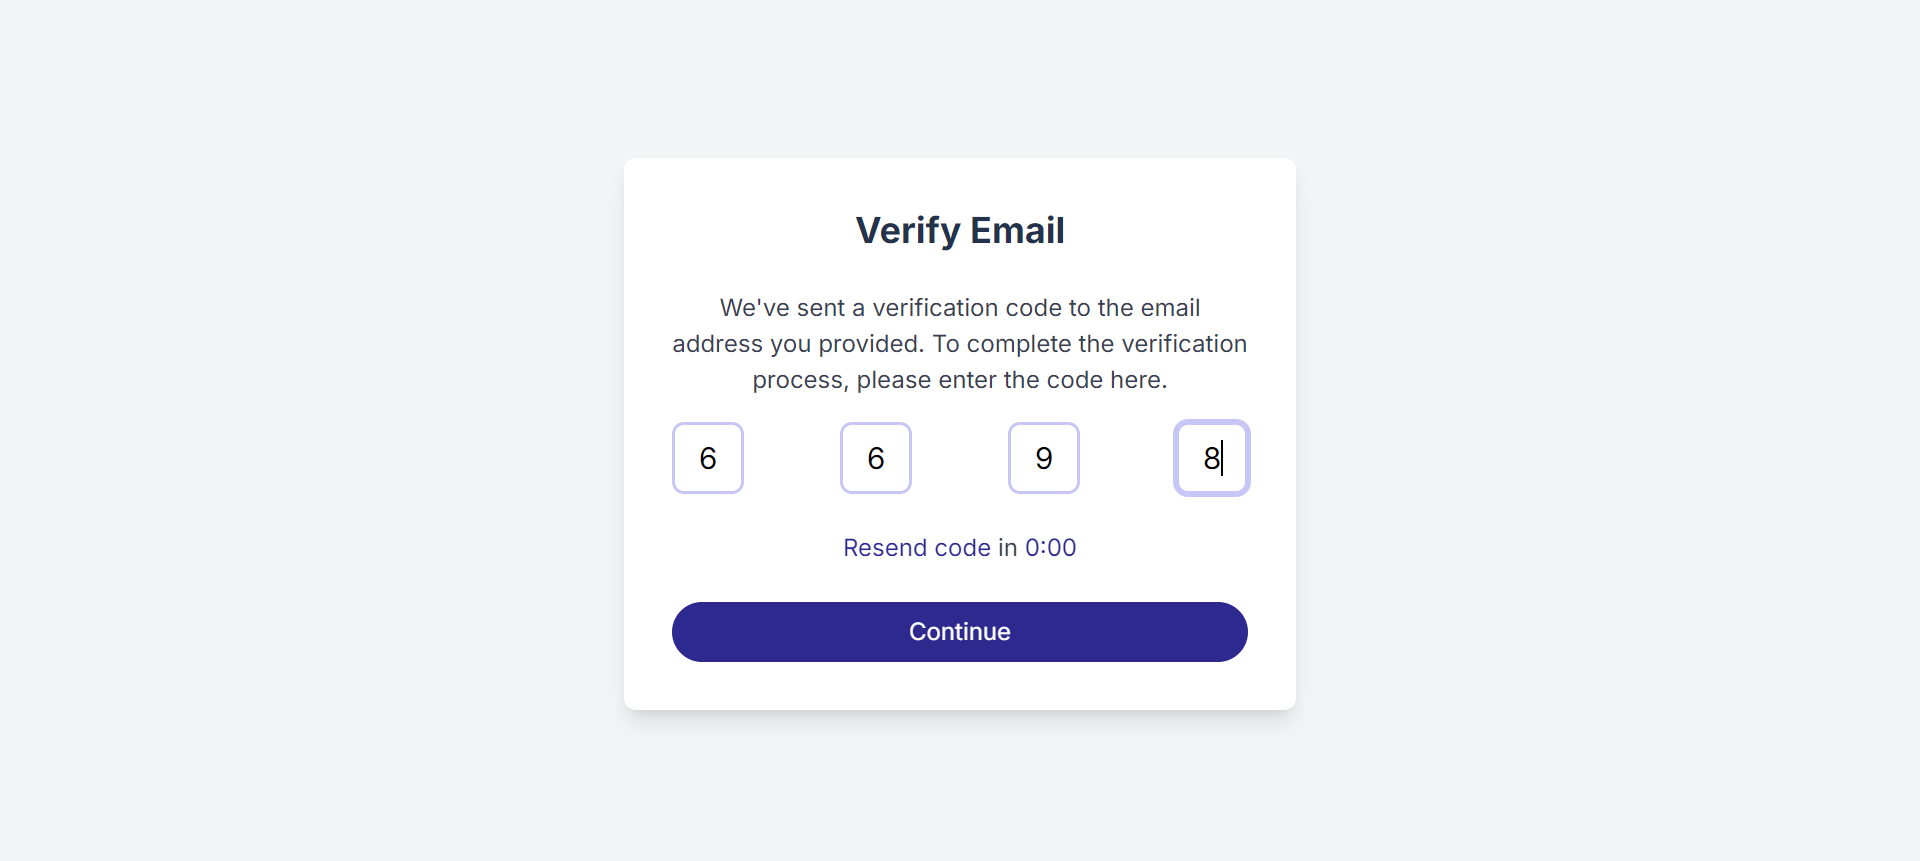 Verify Email
We've sent a verification code to the email
address you provided. To complete the verification
process, please enter the code here.
6 6 9 8
Resend code in 0:00
Continue